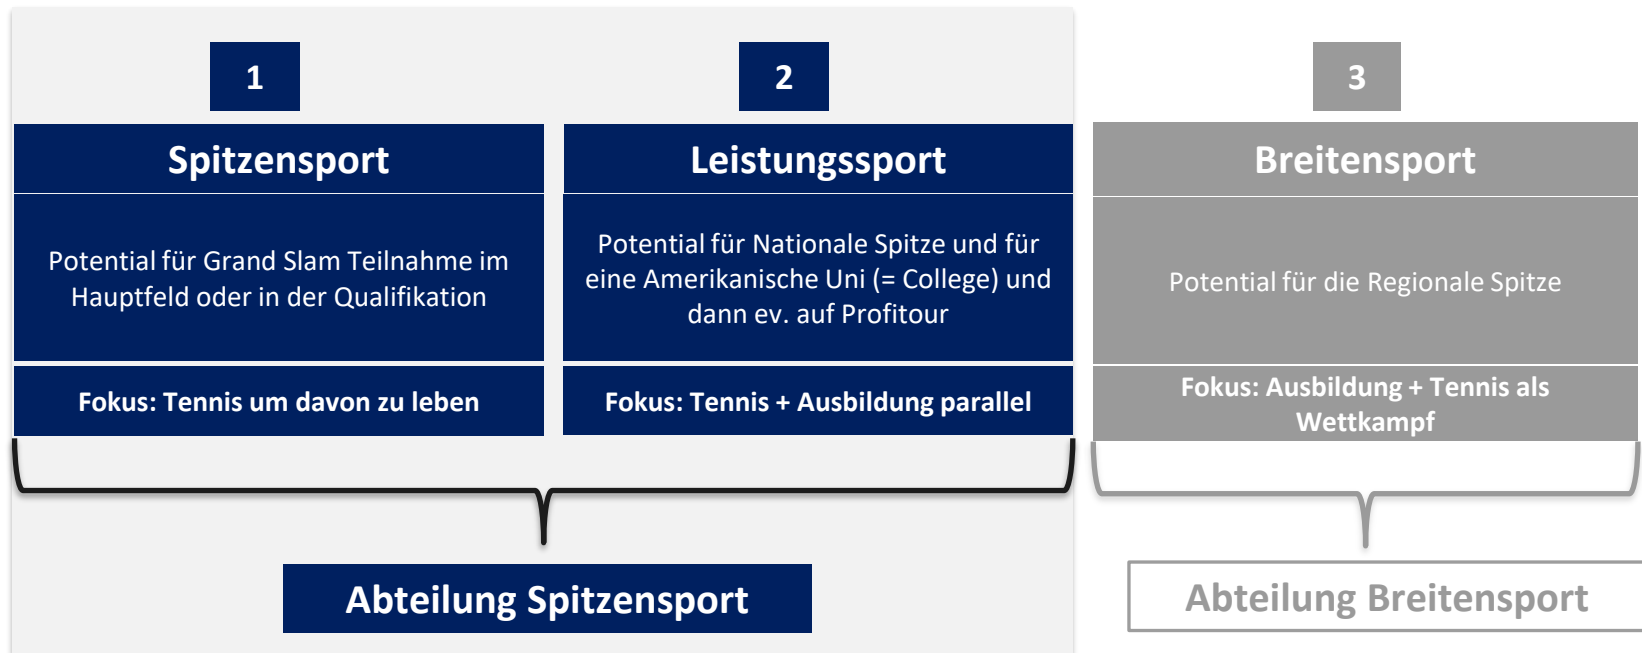 1
Spitzensport
Potential für Grand Slam Teilnahme im
Hauptfeld oder in der Qualifikation
Fokus: Tennis um davon zu leben
2
Leistungssport
Potential für Nationale Spitze und für
eine Amerikanische Uni (= College) und
dann ev. auf Profitour
Fokus: Tennis + Ausbildung parallel
3
Breitensport
Potential für die Regionale Spitze
Fokus: Ausbildung + Tennis als
Wettkampf
Abteilung Spitzensport
Abteilung Breitensport